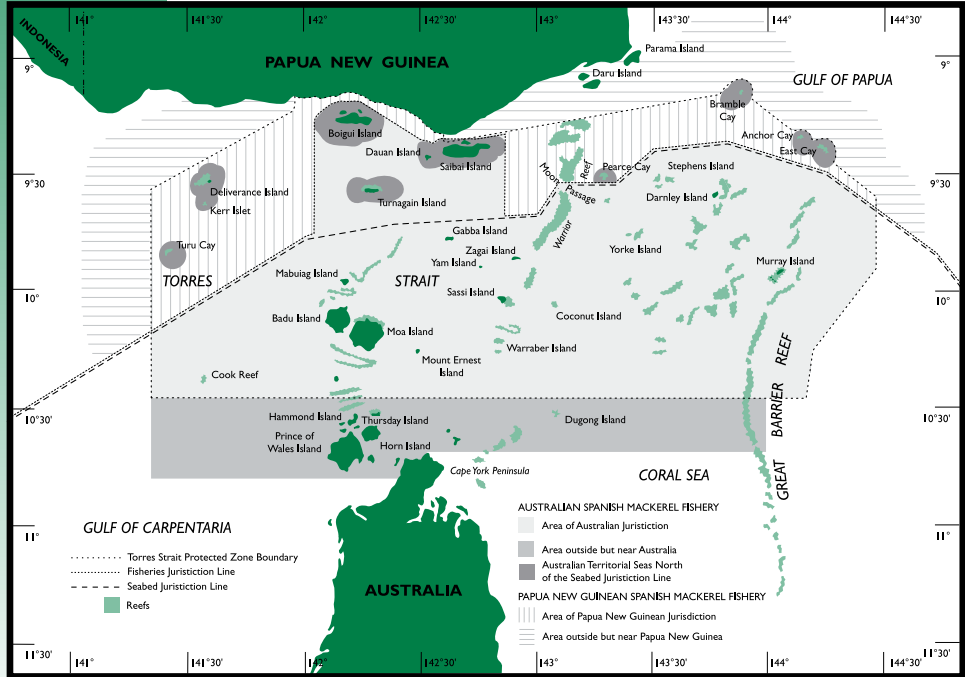 141°
141°30'
142°
142°30'
143°
143°30'
144°
144°30'
INDONESIA
PAPUA NEW GUINEA
Parama Island
Daru Island
GULF OF PAPUA
9°
9°
Bramble
Cay
Boigui Island
Anchor Cay
East Cay
Dauan Island
Saibai Island
Moon
Passage
Reef
Warrior
Pearce Cay
Stephens Island
9°30'
9°30'
Deliverance Island
Kerr Islet
Turnagain Island
Darnley Island
Turu Cay
Gabba Island
Zagai Island
Yam Island
Yorke Island
Murray Island
TORRES
STRAIT
Mabuiag Island
10°
10°
Sassi Island
Badu Island
Moa Island
Coconut Island
Warraber Island
Mount Ernest
Island
Cook Reef
GREAT BARRIER REEF
10°30'
10°30'
Hammond Island
Thursday Island
Dugong Island
Prince of
Wales Island
Horn Island
Cape York Peninsula
CORAL SEA
GULF OF CARPENTARIA
Torres Strait Protected Zone Boundary
Fisheries Juristiction Line
Seabed Juristiction Line
Reefs
AUSTRALIA
AUSTRALIAN SPANISH MACKEREL FISHERY
Area of Australian Juristiction
Area outside but near Australia
Australian Territorial Seas North
of the Seabed Juristiction Line
PAPUA NEW GUINEAN SPANISH MACKEREL FISHERY
Area of Papua New Guinean Jurisdiction
Area outside but near Papua New Guinea
11°
11°
11°30'
11°30'
141°
141°30'
142°
142°30'
143°
143°30'
144°
144°30'